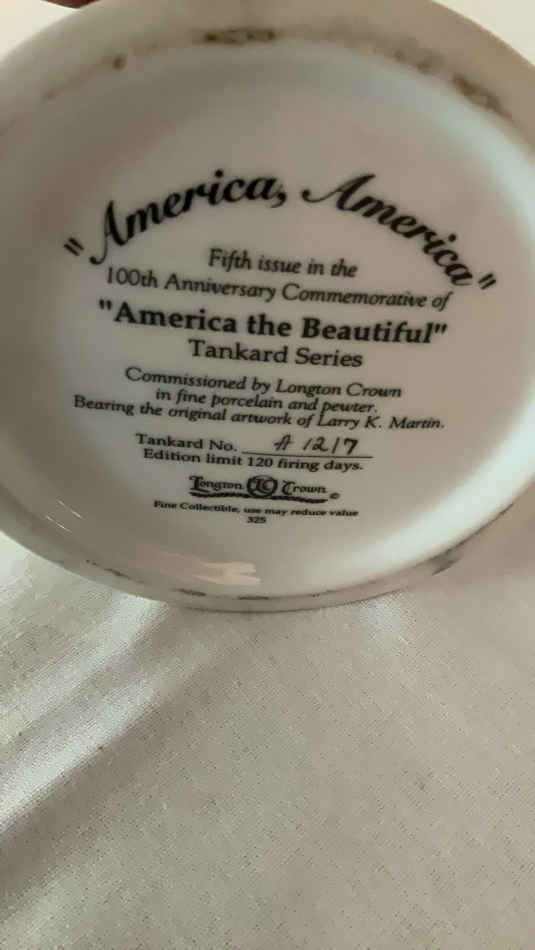 "America, America"
Fifth issue in the
100th Anniversary Commemorative of
"America the Beautiful"
Tankard Series
Commissioned by Longton Crown
in fine porcelain and pewter.
Bearing the original artwork of Larry K. Martin.
Tankard No. A 1217
Edition limit 120 firing days.
Longton LC Crown ©
Fine Collectible, use may reduce value
325